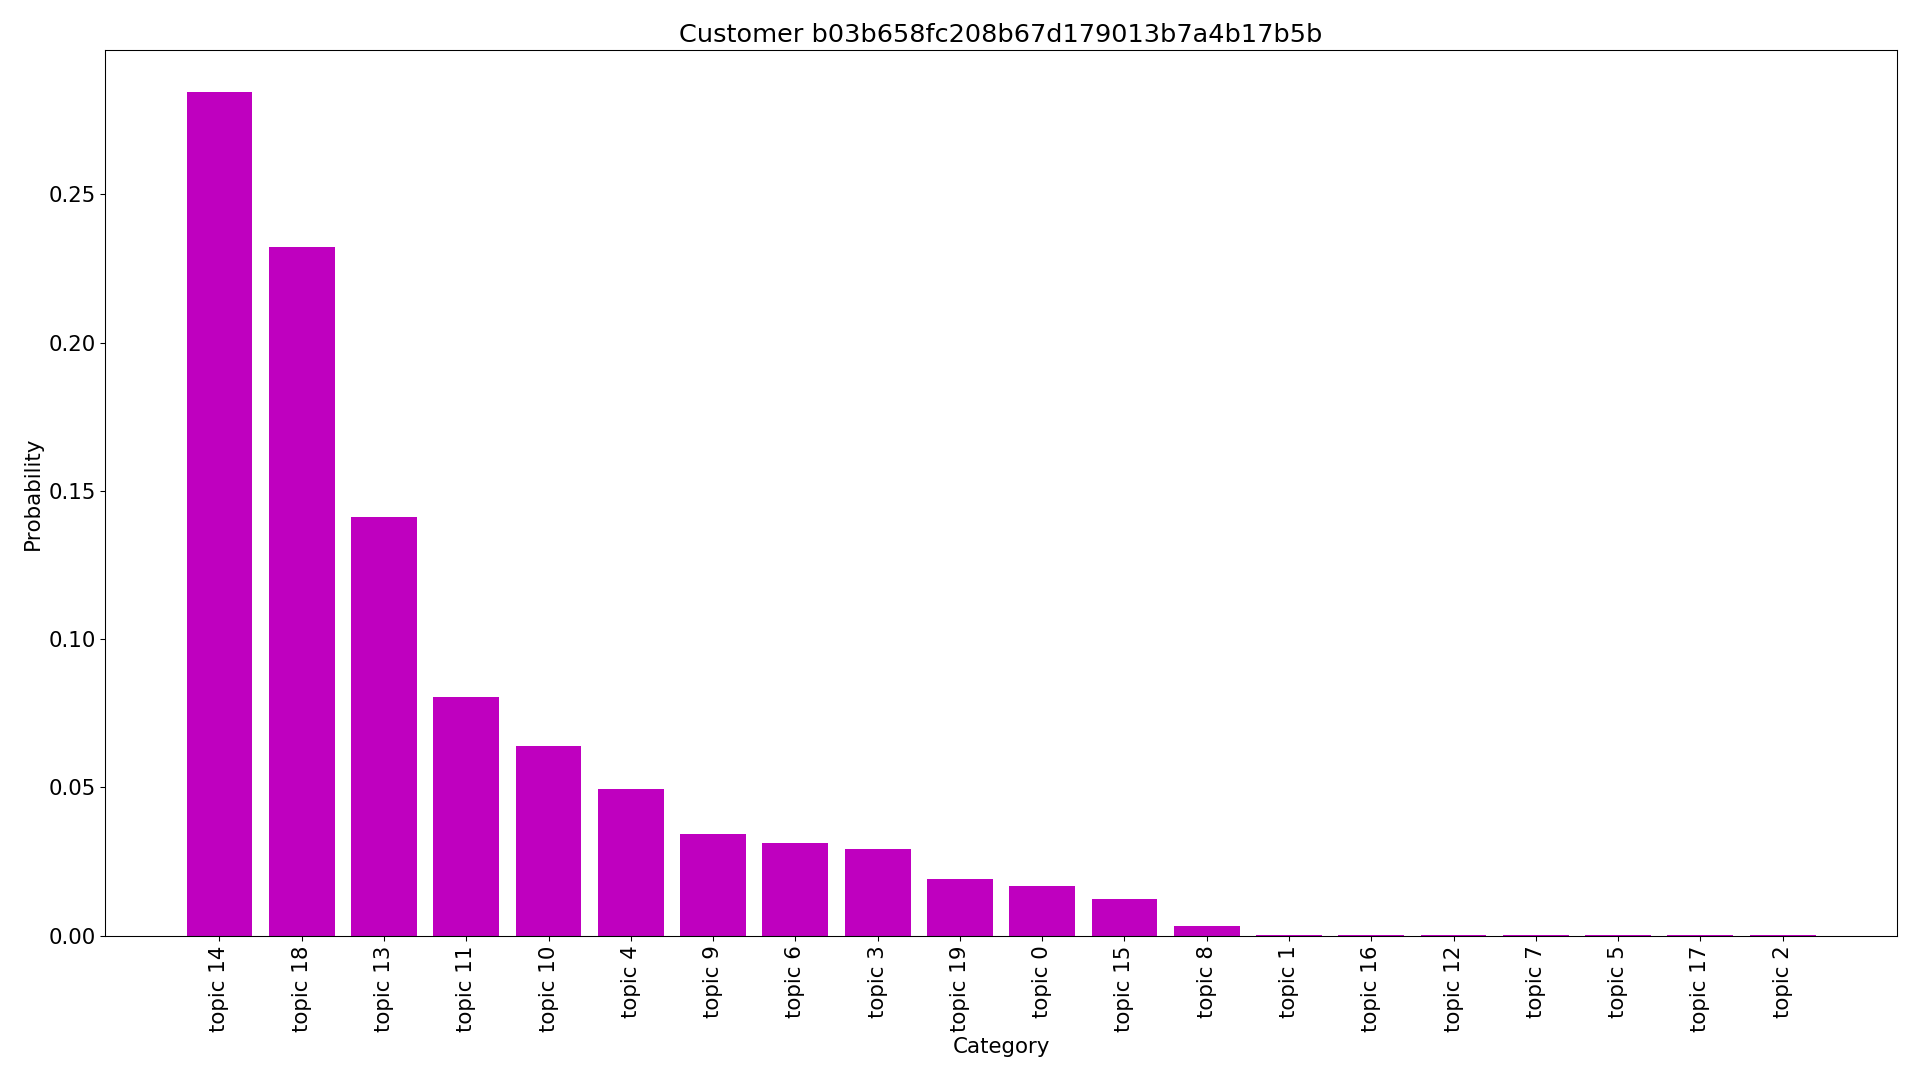 Customer b03b658fc208b67d179013b7a4b17b5b
Probability
0.25
0.20
0.15
0.10
0.05
0.00
topic 14
topic 18
topic 13
topic 11
topic 10
topic 4
topic 9
topic 6
topic 3
topic 19
topic 0
topic 15
topic 8
topic 1
topic 16
topic 12
topic 7
topic 5
topic 17
topic 2
Category